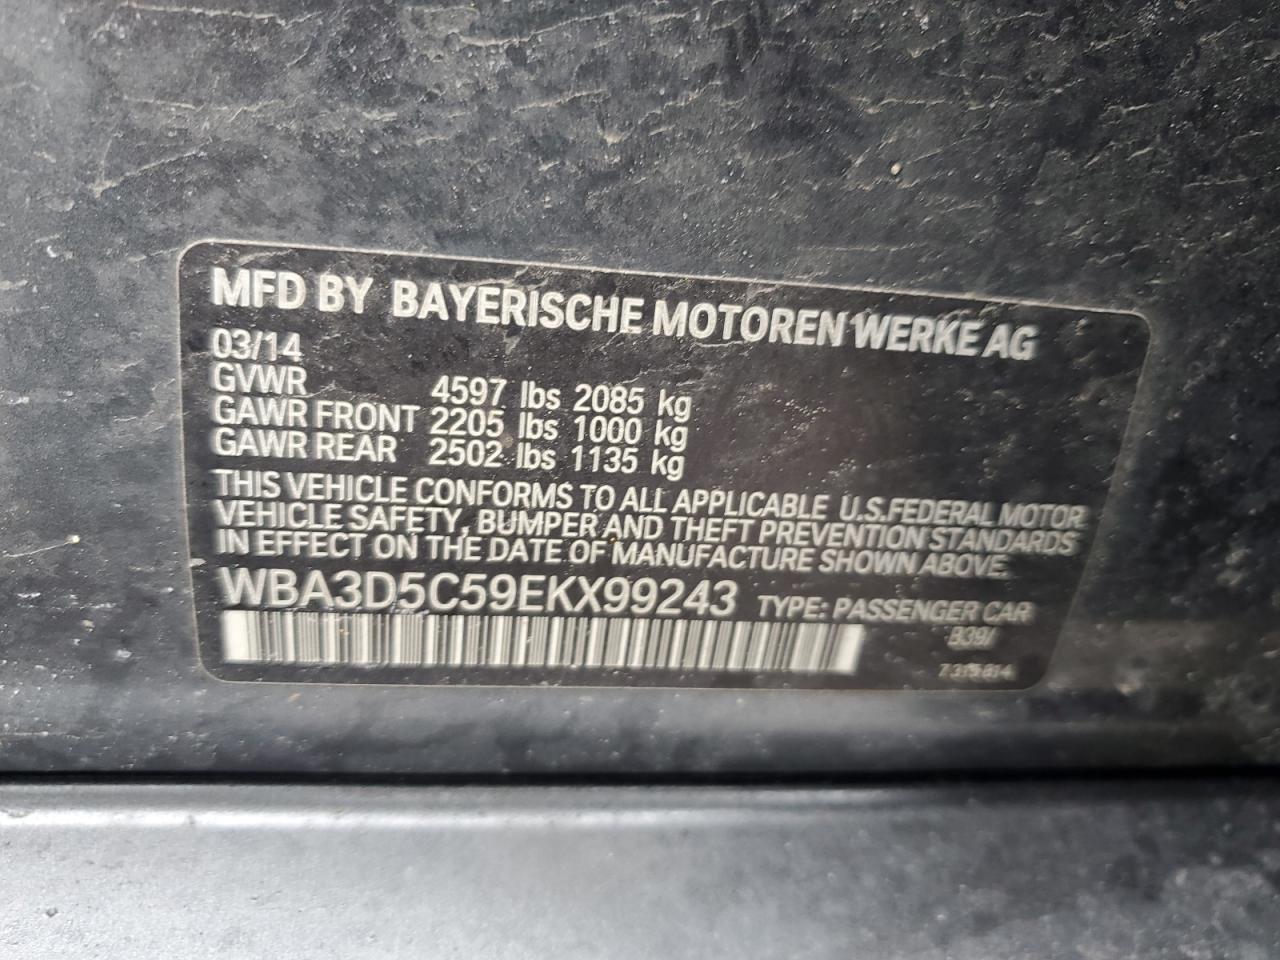 MFD BY BAYERISCHE MOTOREN WERKE AG
03/14
GVWR 4597 lbs 2085 kg
GAWR FRONT 2205 lbs 1000 kg
GAWR REAR 2502 lbs 1135 kg
THIS VEHICLE CONFORMS TO ALL APPLICABLE U.S.FEDERAL MOTOR
VEHICLE SAFETY, BUMPER AND THEFT PREVENTION STANDARDS
IN EFFECT ON THE DATE OF MANUFACTURE SHOWN ABOVE.
WBA3D5C59EKX99243 TYPE: PASSENGER CAR